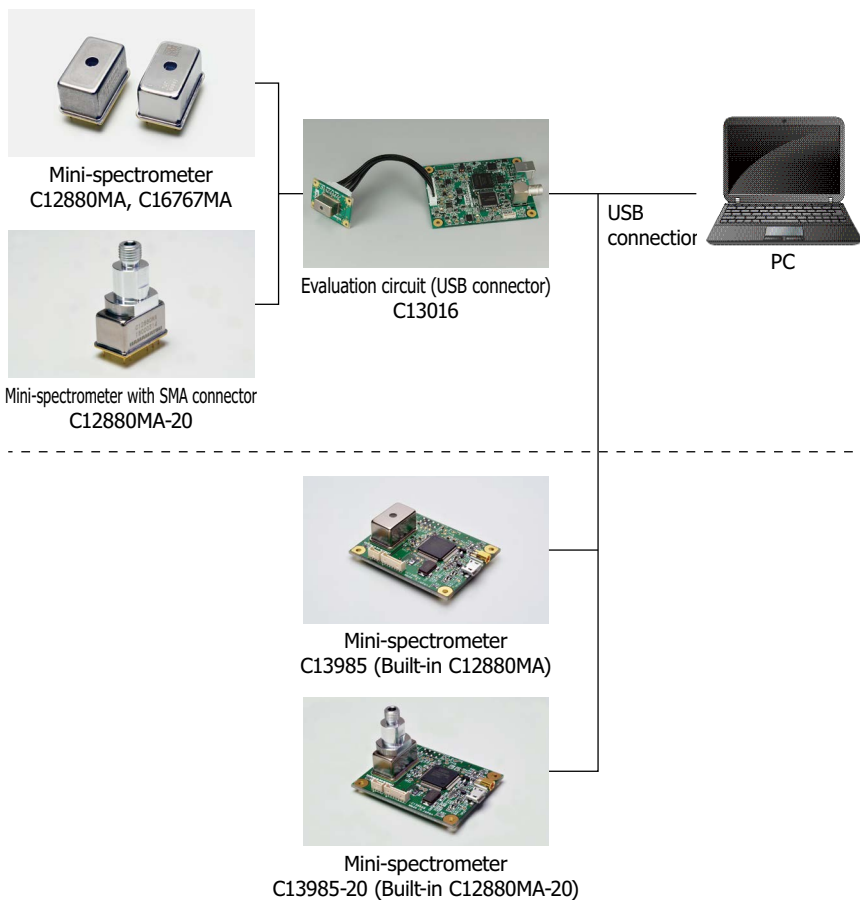 Mini-spectrometer
C12880MA, C16767MA
Evaluation circuit (USB connector)
C13016
USB
connection
PC
Mini-spectrometer with SMA connector
C12880MA-20
Mini-spectrometer
C13985 (Built-in C12880MA)
Mini-spectrometer
C13985-20 (Built-in C12880MA-20)